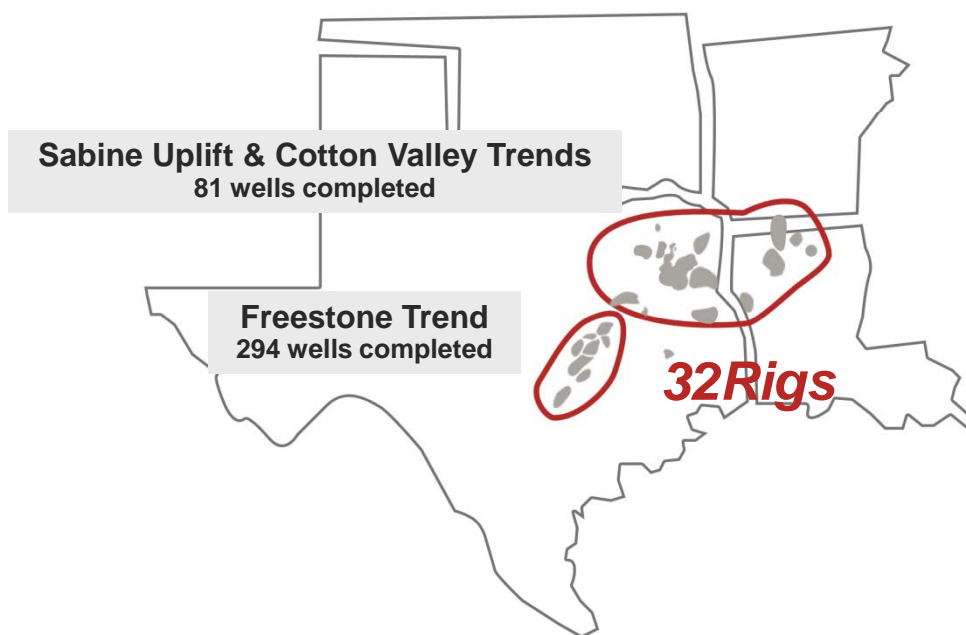 Sabine Uplift & Cotton Valley Trends
81 wells completed
Freestone Trend
294 wells completed
32Rigs